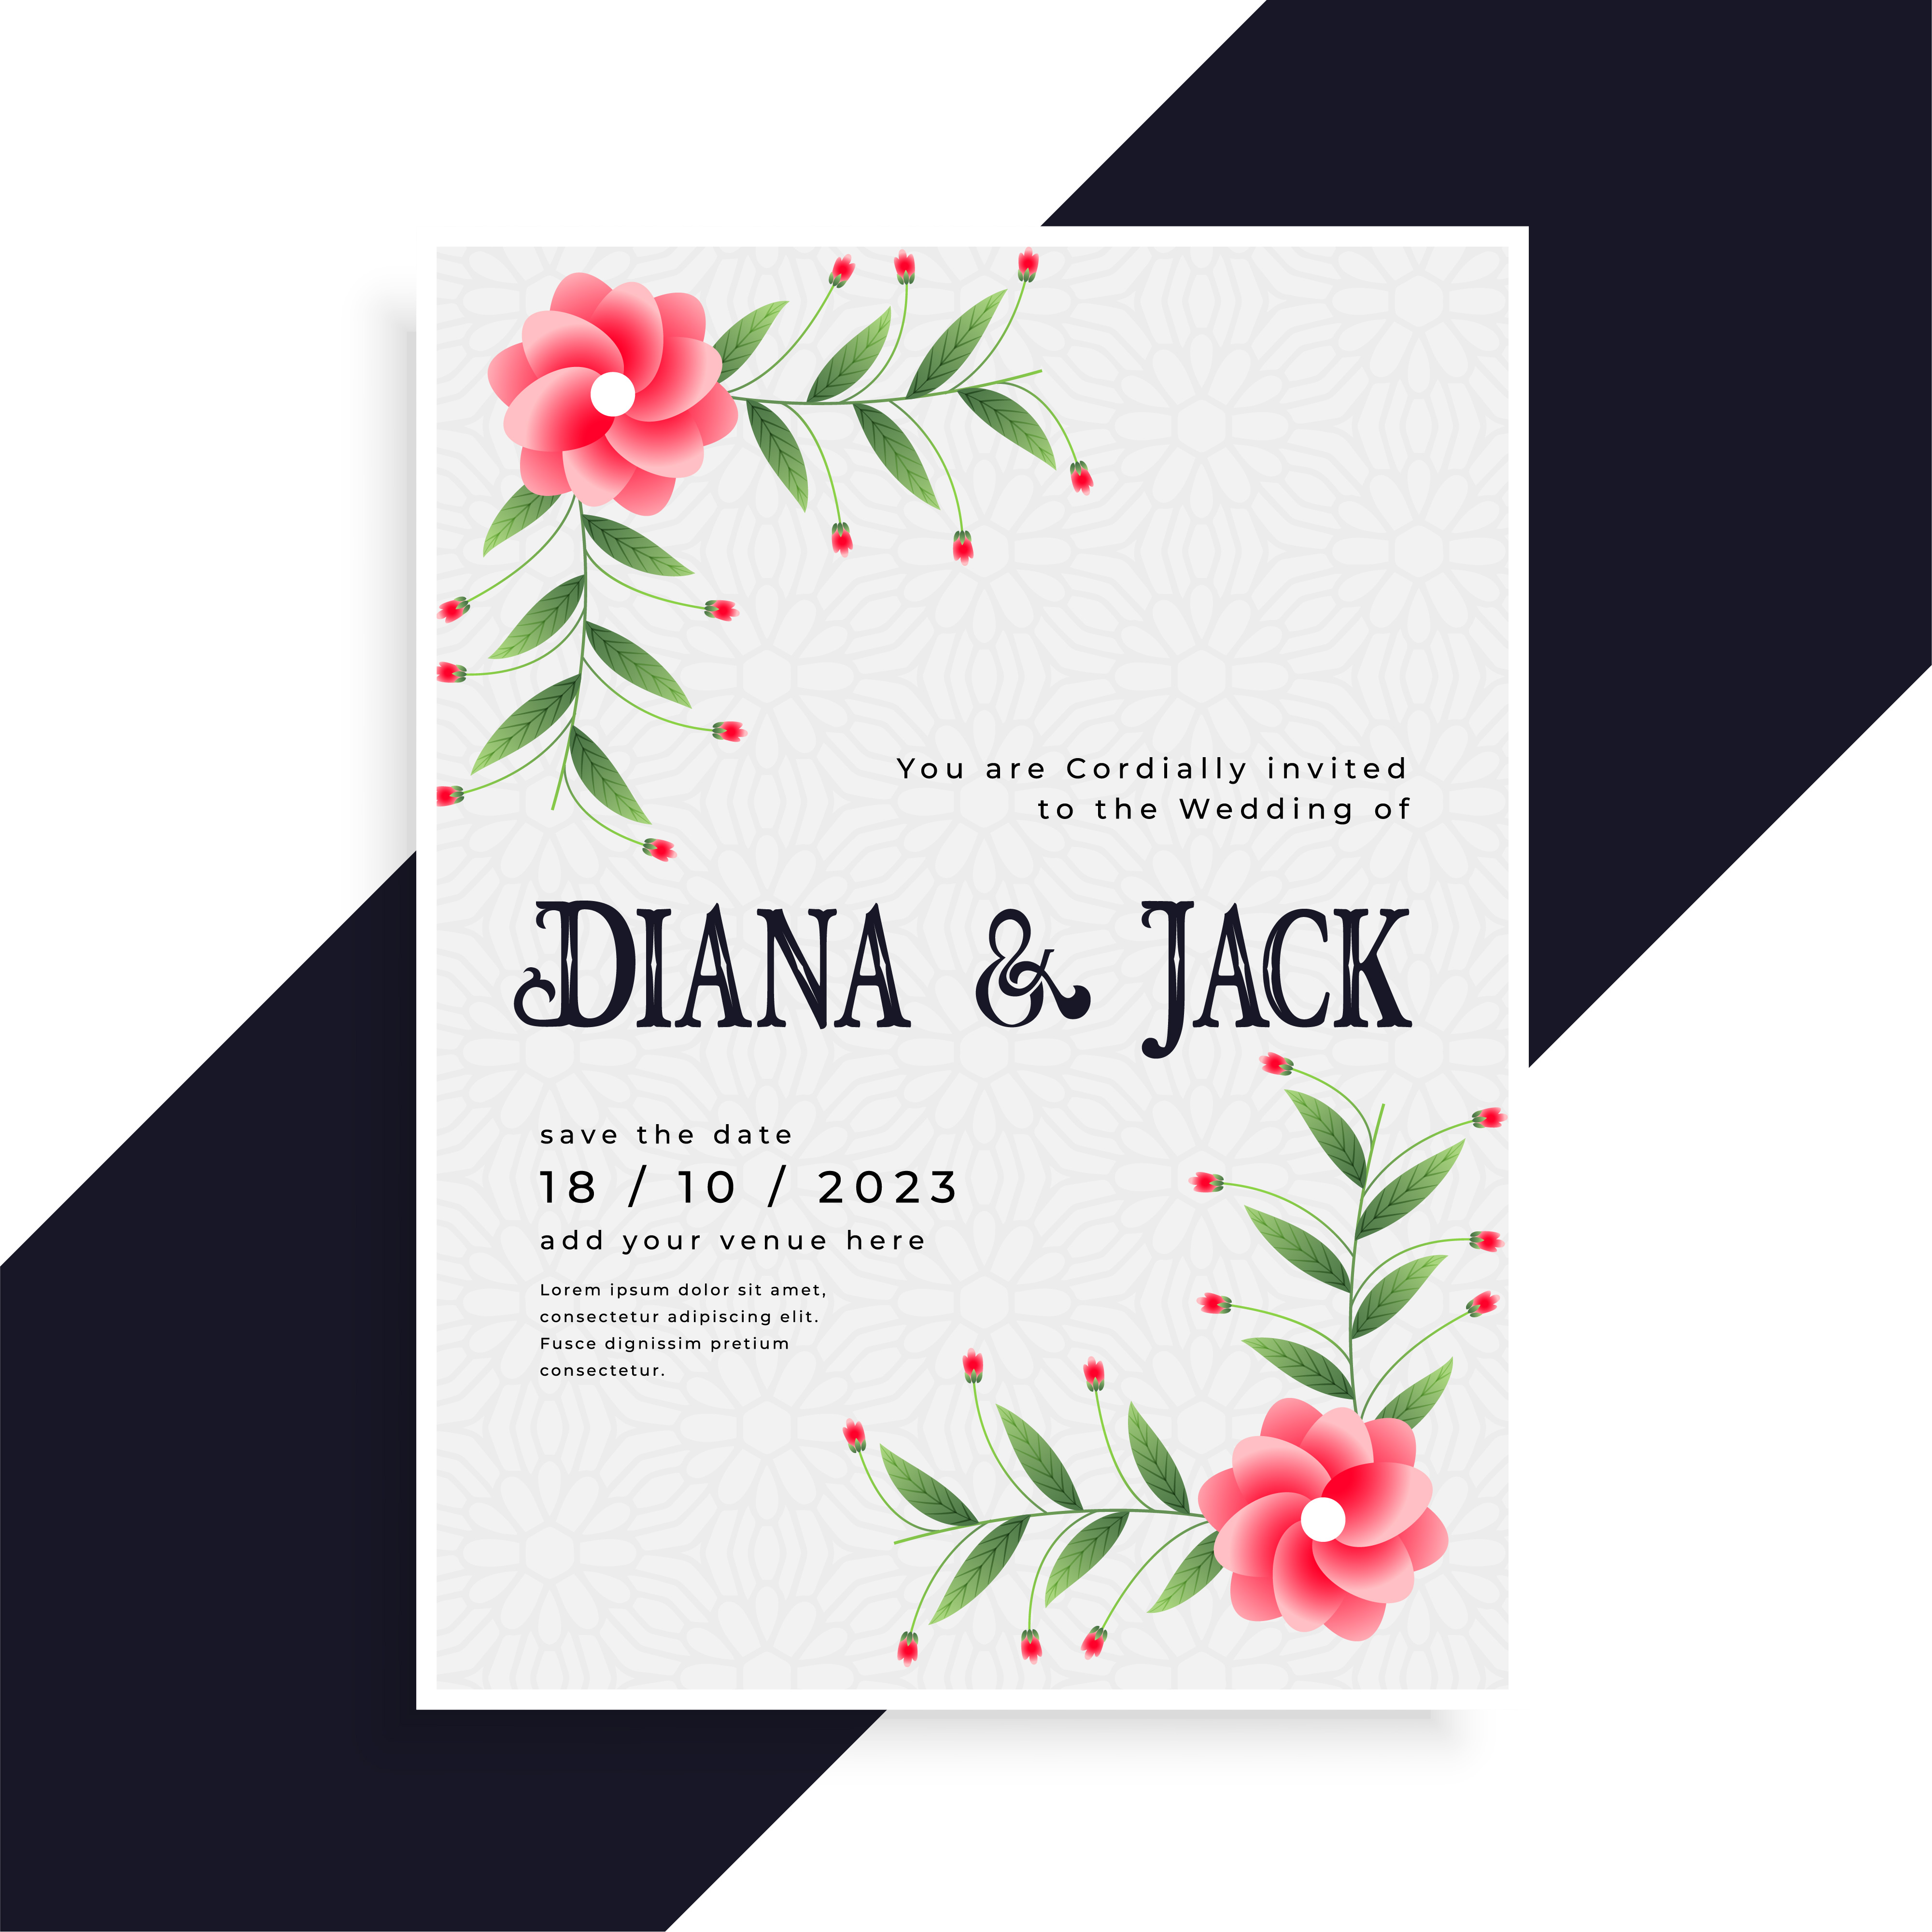 You are Cordially invited
to the Wedding of
Diana & Jack
save the date
18 / 10 / 2023
add your venue here
Lorem ipsum dolor sit amet,
consectetur adipiscing elit.
Fusce dignissim pretium
consectetur.